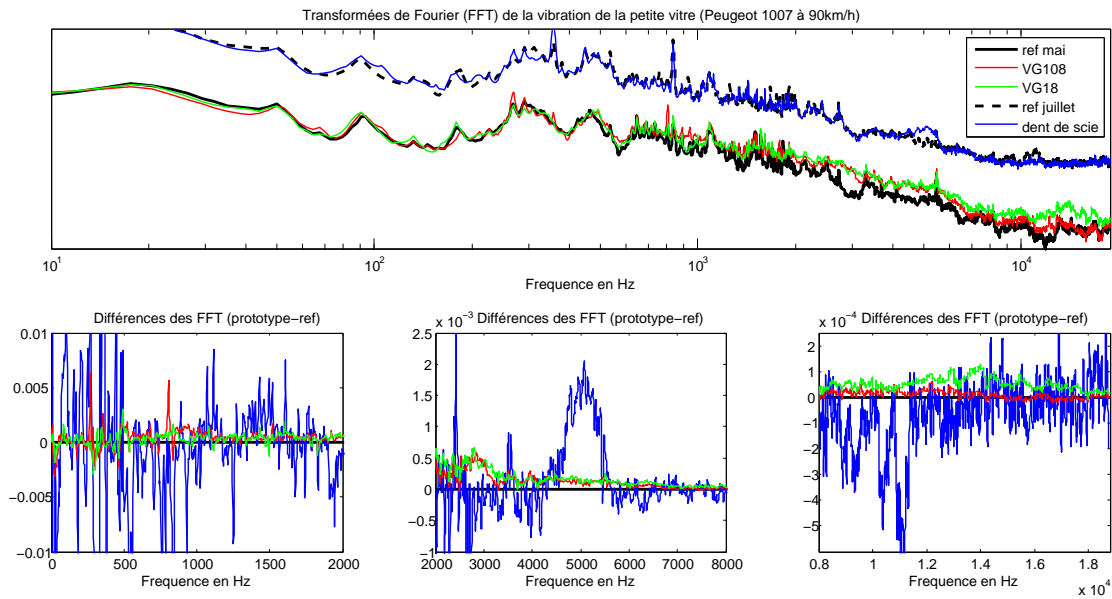 Transformées de Fourier (FFT) de la vibration de la petite vitre (Peugeot 1007 à 90km/h)
ref mai
VG108
VG18
ref juillet
dent de scie
10^1
10^2
10^3
10^4
Frequence en Hz
Différences des FFT (prototype−ref)
0.01
0.005
0
−0.005
−0.01
0
500
1000
1500
2000
Frequence en Hz
x 10^−3
Différences des FFT (prototype−ref)
2.5
2
1.5
1
0.5
0
−0.5
−1
2000
3000
4000
5000
6000
7000
8000
Frequence en Hz
x 10^−4
Différences des FFT (prototype−ref)
2
1
0
−1
−2
−3
−4
−5
0.8
1
1.2
1.4
1.6
1.8
Frequence en Hz
x 10^4